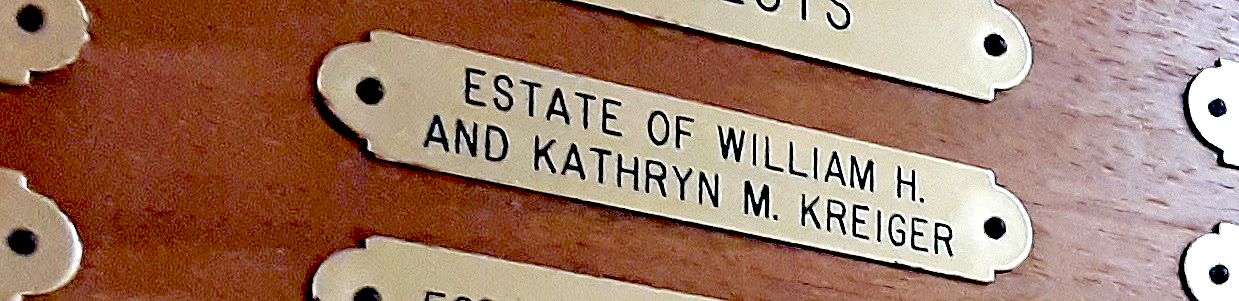 ESTATE OF WILLIAM H.
AND KATHRYN M. KREIGER